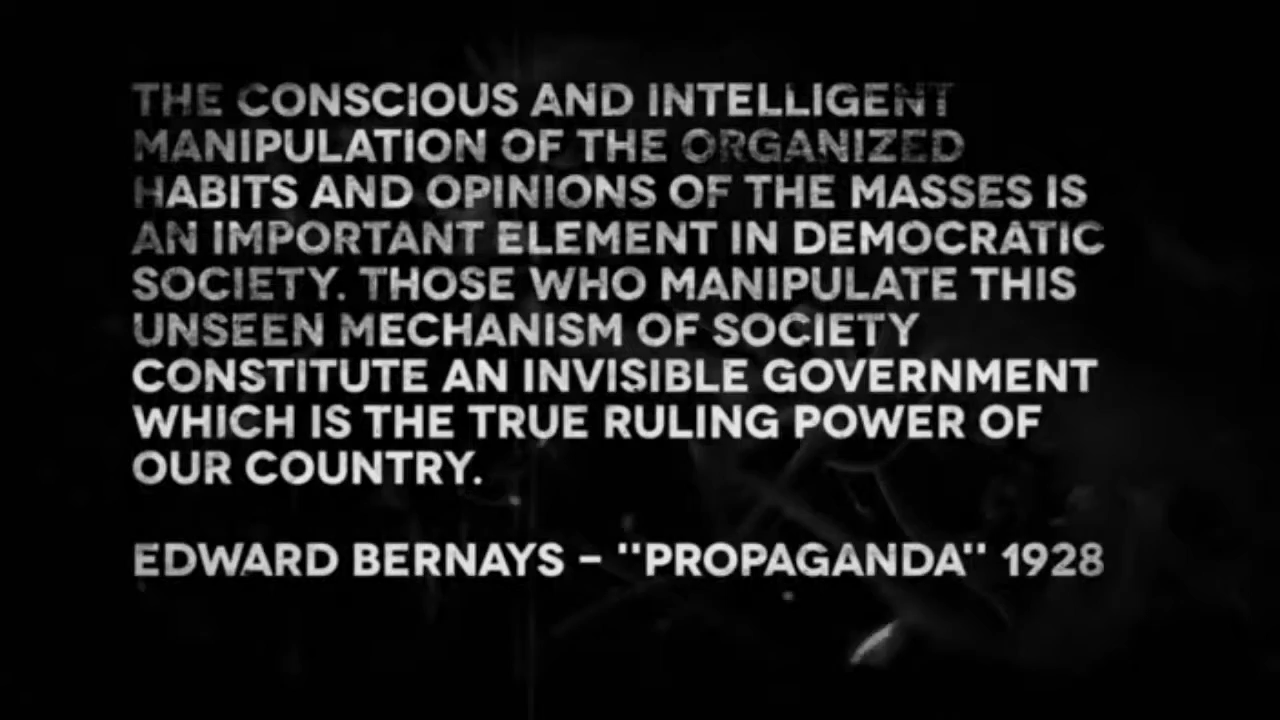 THE CONSCIOUS AND INTELLIGENT
MANIPULATION OF THE ORGANIZED
HABITS AND OPINIONS OF THE MASSES IS
AN IMPORTANT ELEMENT IN DEMOCRATIC
SOCIETY. THOSE WHO MANIPULATE THIS
UNSEEN MECHANISM OF SOCIETY
CONSTITUTE AN INVISIBLE GOVERNMENT
WHICH IS THE TRUE RULING POWER OF
OUR COUNTRY.
EDWARD BERNAYS – "PROPAGANDA" 1928